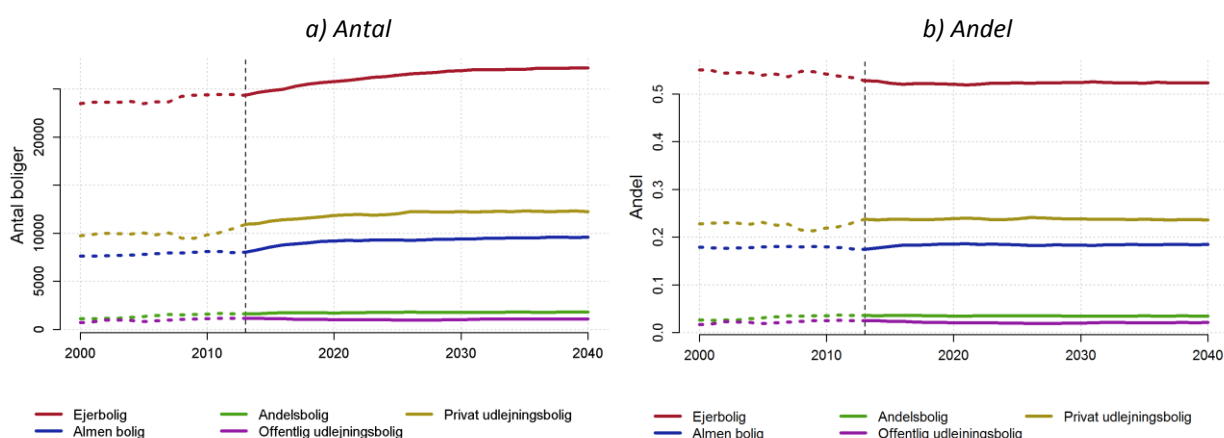 a) Antal
Antal boliger
20000
10000
5000
0
2000 2010 2020 2030 2040
Ejerbolig Andelsbolig Privat udlejningsbolig
Almen bolig Offentlig udlejningsbolig
b) Andel
Andel
0.5
0.4
0.3
0.2
0.1
0.0
2000 2010 2020 2030 2040
Ejerbolig Andelsbolig Privat udlejningsbolig
Almen bolig Offentlig udlejningsbolig